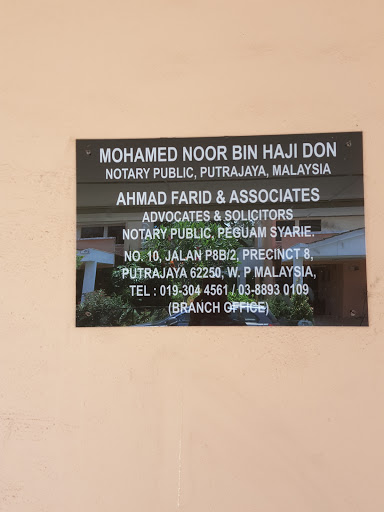 MOHAMED NOOR BIN HAJI DON
NOTARY PUBLIC, PUTRAJAYA, MALAYSIA
AHMAD FARID & ASSOCIATES
ADVOCATES & SOLICITORS
NOTARY PUBLIC, PEGUAM SYARIE.
NO. 10, JALAN P8B/2, PRECINCT 8,
PUTRAJAYA 62250, W. P MALAYSIA,
TEL : 019-304 4561 / 03-8893 0109
(BRANCH OFFICE)